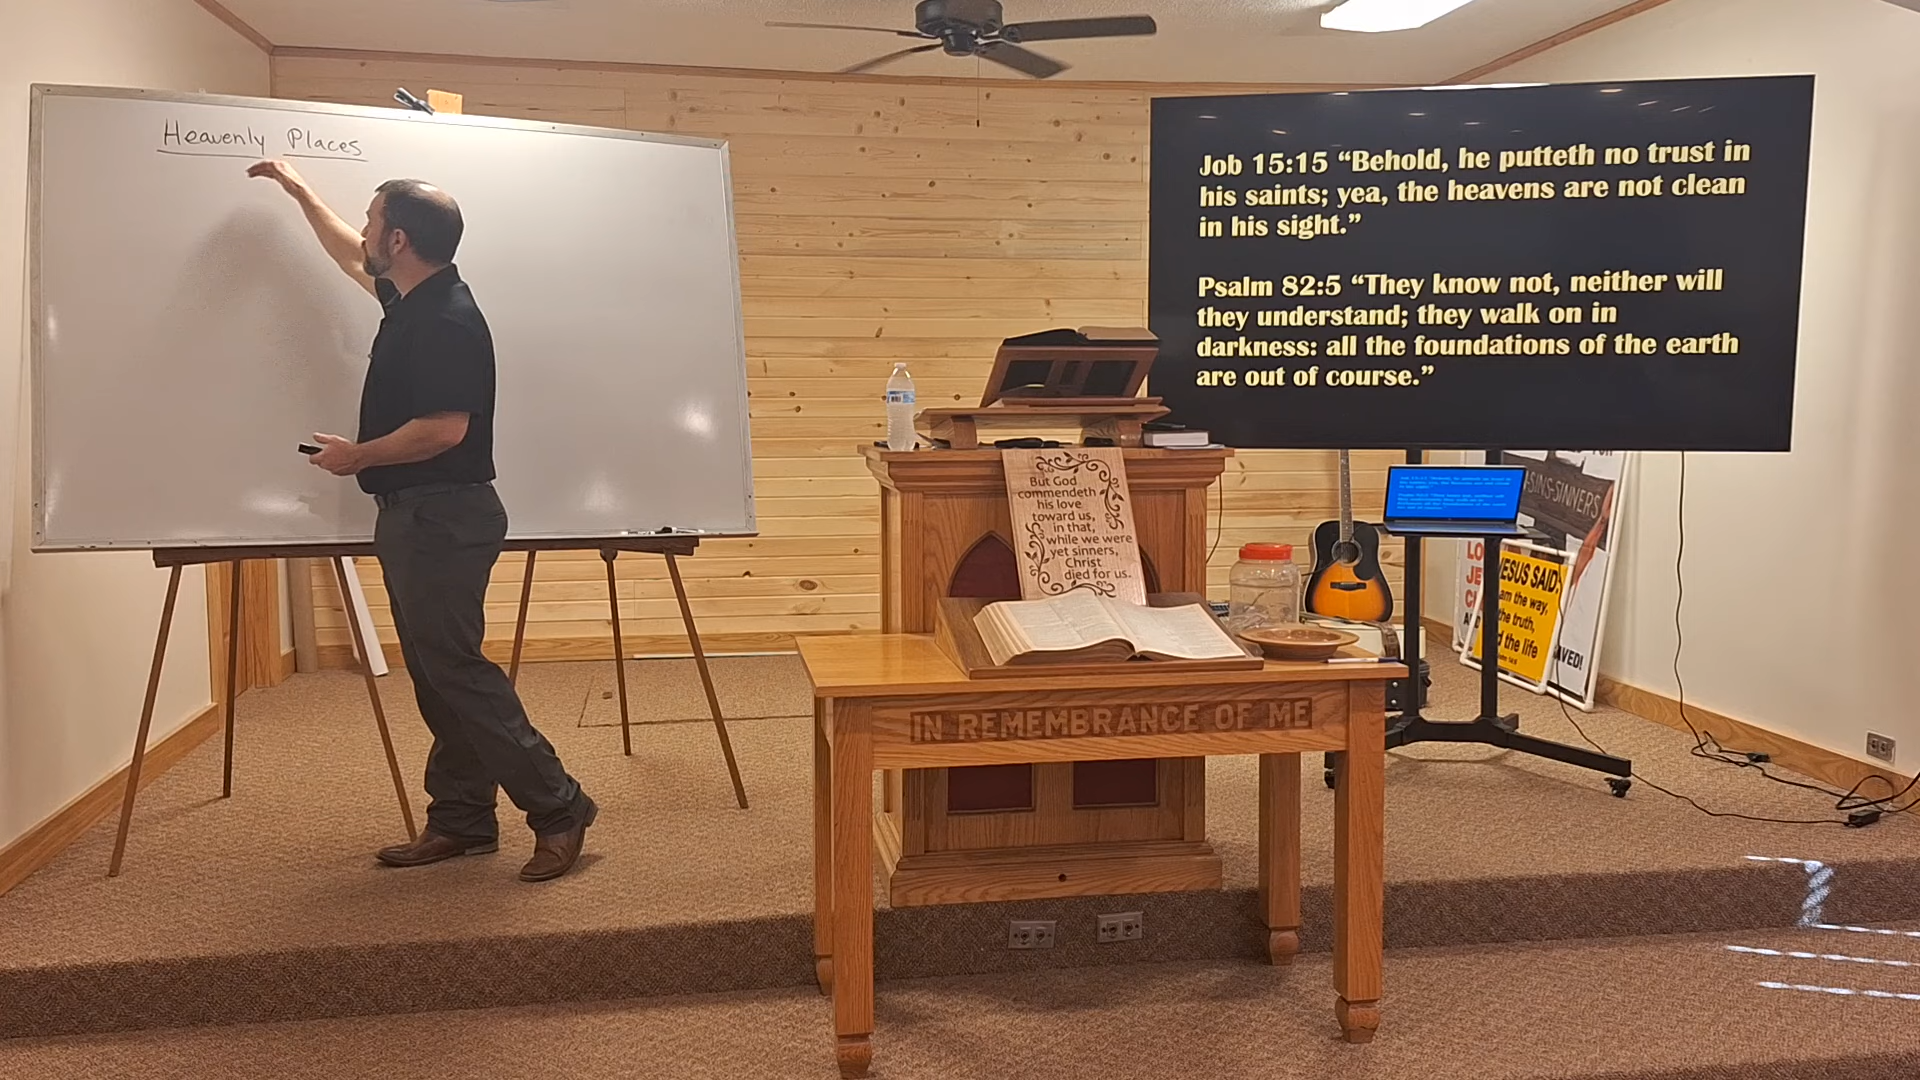 Heavenly Places
Job 15:15 “Behold, he putteth no trust in
his saints; yea, the heavens are not clean
in his sight.”
Psalm 82:5 “They know not, neither will
they understand; they walk on in
darkness: all the foundations of the earth
are out of course.”
But God
commendeth
his love
toward us,
in that,
while we were
yet sinners,
Christ
died for us.
IN REMEMBRANCE OF ME
-SINS-SINNERS
JESUS SAID:
am the way,
the truth,
d the life